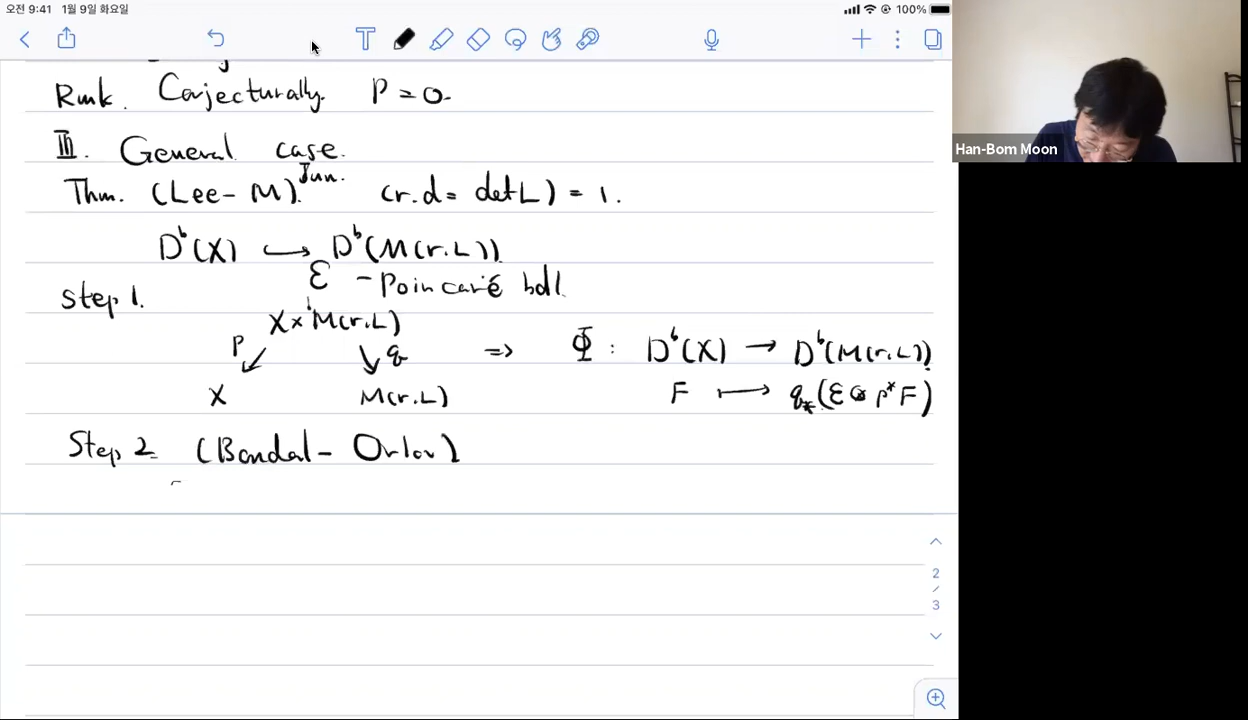 오전 9:41 1월 9일 화요일 100%
Rmk. Conjecturally. P = 0.
III. General case.
Thm. (Lee-M). Jun. (r.d = det L) = 1.
D^b(X) ↪ D^b(M(r.L))
Step 1. ℰ - Poincaré bdl.
X × M(r.L)
p ↙ ↘ q ⇒ Φ : D^b(X) → D^b(M(r.L))
X M(r.L) F ↦ q_*(ℰ ⊗ p^*F)
Step 2. (Bondal - Orlov)
2
/
3
Han-Bom Moon